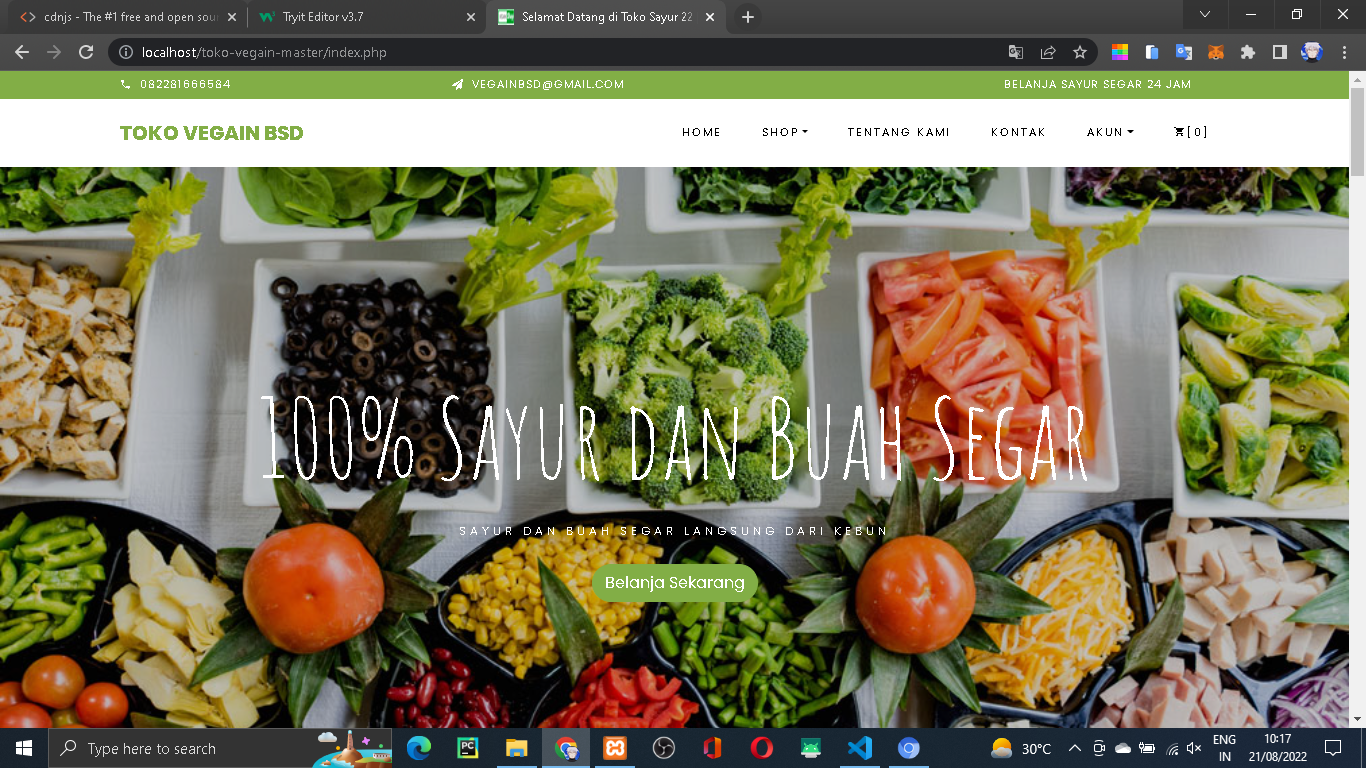 cdnjs - The #1 free and open sou
Tryit Editor v3.7
Selamat Datang di Toko Sayur 22
localhost/toko-vegain-master/index.php
082281666584
VEGAINBSD@GMAIL.COM
BELANJA SAYUR SEGAR 24 JAM
TOKO VEGAIN BSD
HOME
SHOP
TENTANG KAMI
KONTAK
AKUN
[0]
100% Sayur dan Buah Segar
SAYUR DAN BUAH SEGAR LANGSUNG DARI KEBUN
Belanja Sekarang
Type here to search
PC
30°C
ENG
IN
10:17
21/08/2022